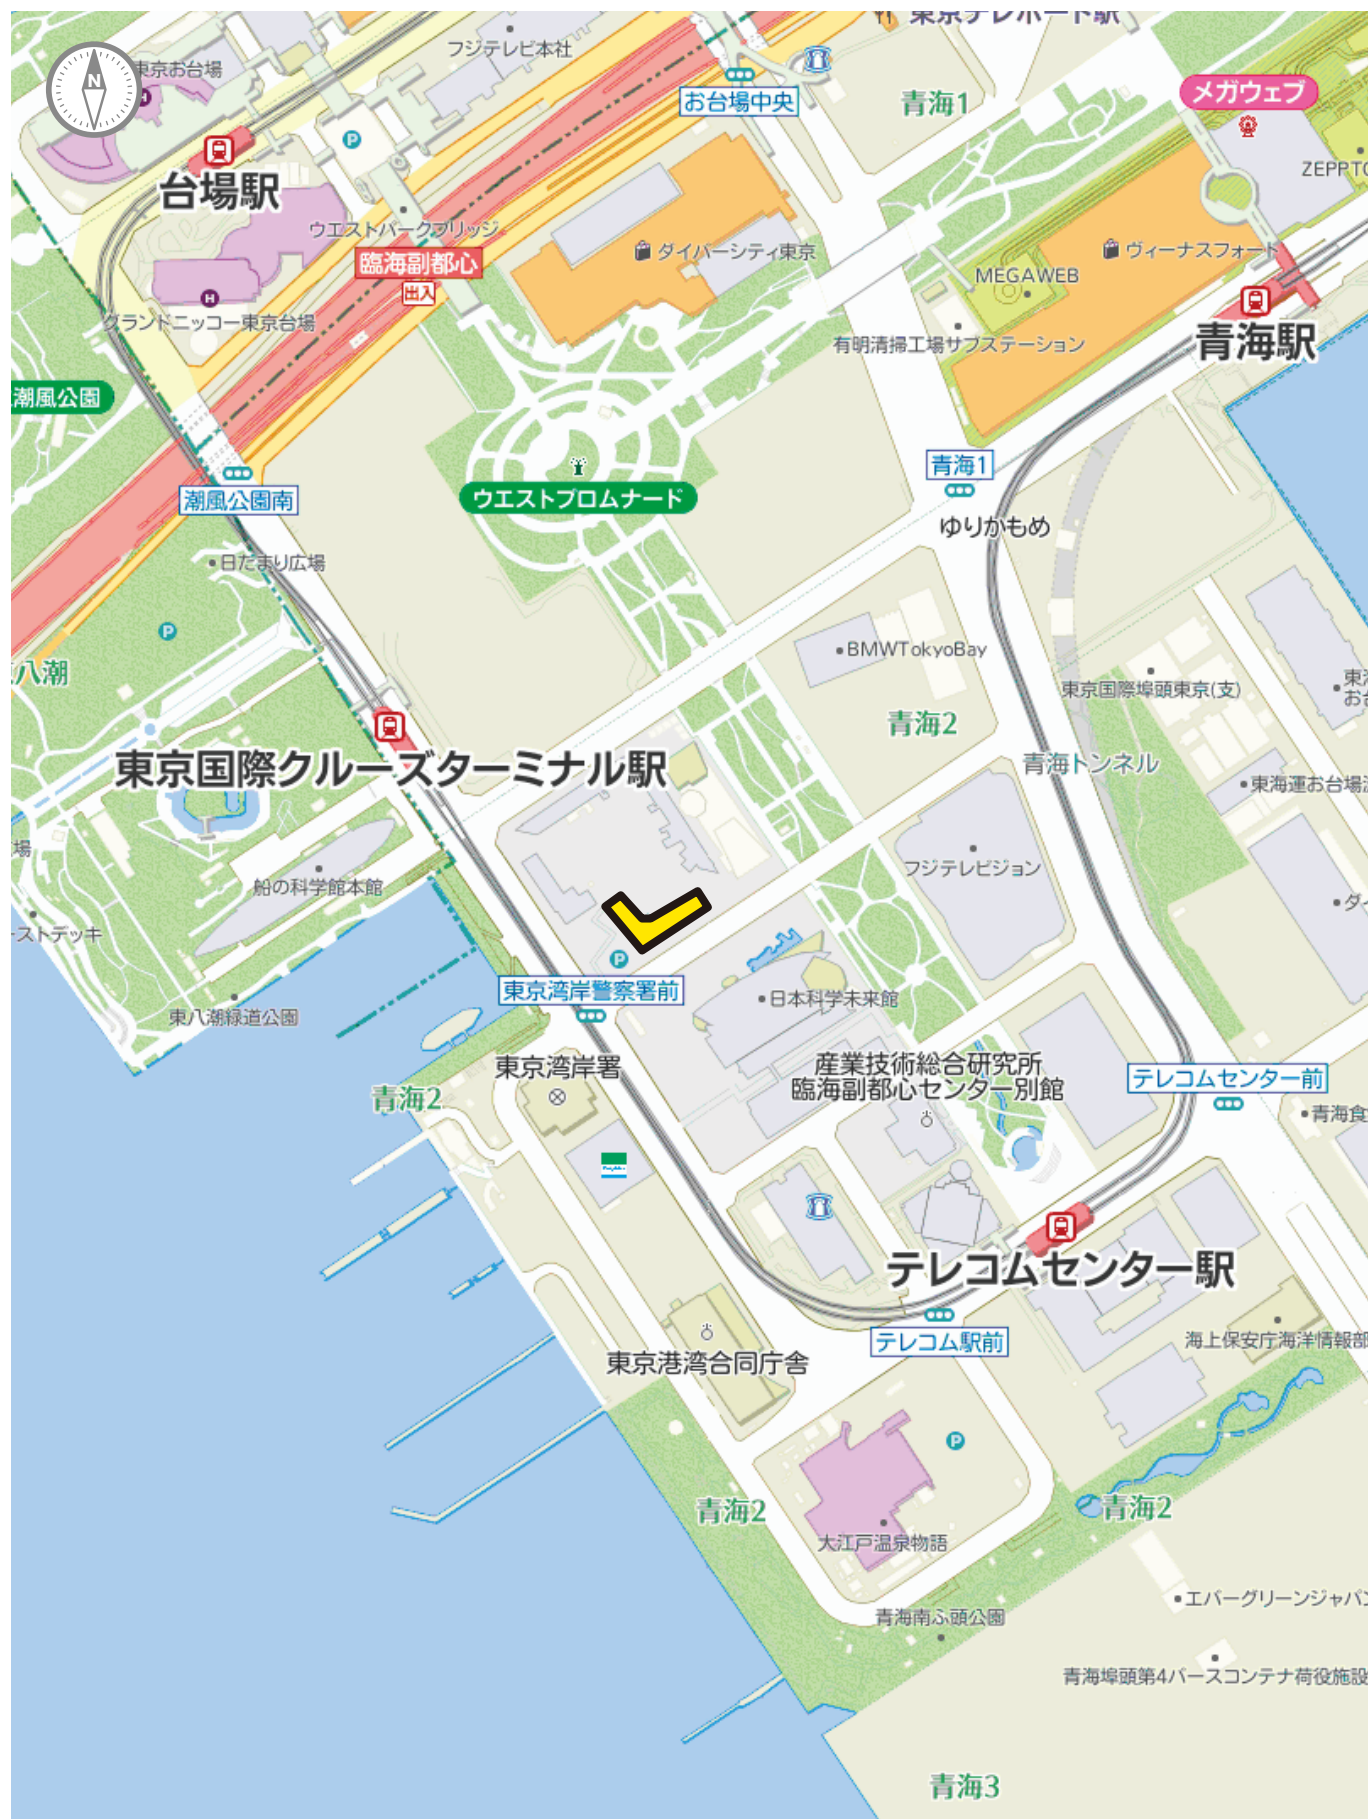 東京テレポート駅
フジテレビ本社
東京お台場
N
H
P
お台場中央
青海1
メガウェブ
ZEPPTO
台場駅
ウエストパークブリッジ
臨海副都心
出入
ダイバーシティ東京
ヴィーナスフォート
MEGAWEB
H
グランドニッコー東京台場
有明清掃工場サブステーション
青海駅
潮風公園
青海1
潮風公園南
ウエストプロムナード
ゆりかもめ
日だまり広場
P
八潮
BMWTokyoBay
東京国際埠頭東京(支)
青海2
東京国際クルーズターミナル駅
青海トンネル
東海運お台場
場
船の科学館本館
フジテレビジョン
ーストデッキ
P
東京湾岸警察署前
日本科学未来館
東八潮緑道公園
東京湾岸署
産業技術総合研究所
臨海副都心センター別館
テレコムセンター前
青海2
青海食
テレコムセンター駅
テレコム駅前
海上保安庁海洋情報部
東京港湾合同庁舎
P
青海2
青海2
大江戸温泉物語
エバーグリーンジャパン
青海南ふ頭公園
青海埠頭第4バースコンテナ荷役施設
青海3